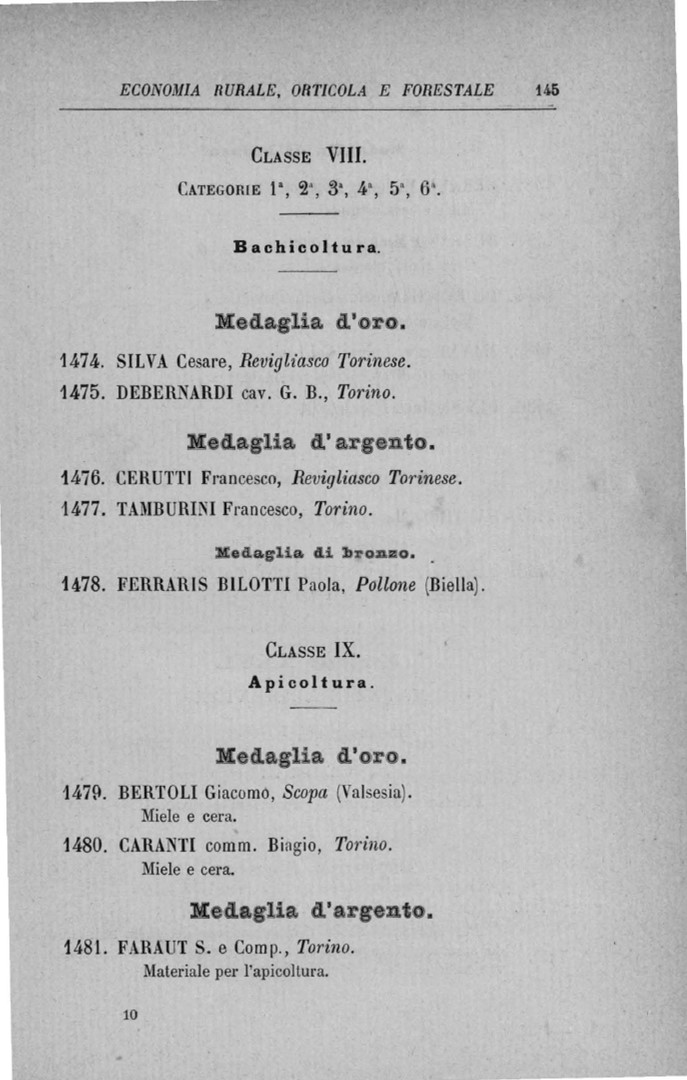 ECONOMIA RURALE, ORTICOLA E FORESTALE 145
CLASSE VIII.
CATEGORIE 1ª, 2ª, 3ª, 4ª, 5ª, 6ª.
Bachicoltura.
Medaglia d'oro.
1474. SILVA Cesare, Revigliasco Torinese.
1475. DEBERNARDI cav. G. B., Torino.
Medaglia d'argento.
1476. CERUTTI Francesco, Revigliasco Torinese.
1477. TAMBURINI Francesco, Torino.
Medaglia di bronzo.
1478. FERRARIS BILOTTI Paola, Pollone (Biella).
CLASSE IX.
Apicoltura.
Medaglia d'oro.
1479. BERTOLI Giacomo, Scopa (Valsesia).
Miele e cera.
1480. CARANTI comm. Biagio, Torino.
Miele e cera.
Medaglia d'argento.
1481. FARAUT S. e Comp., Torino.
Materiale per l'apicoltura.
10